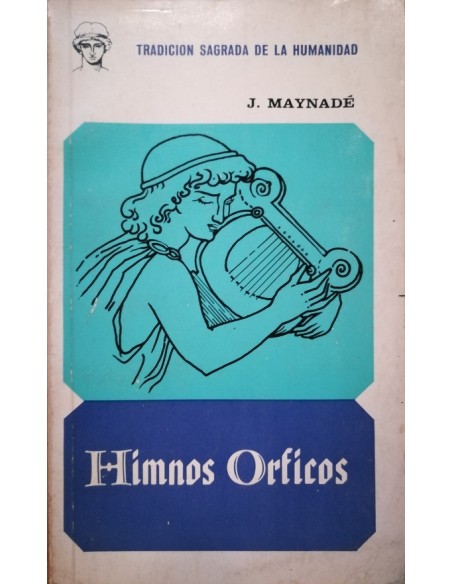 TRADICION SAGRADA DE LA HUMANIDAD
J. MAYNADÉ
Himnos Orficos